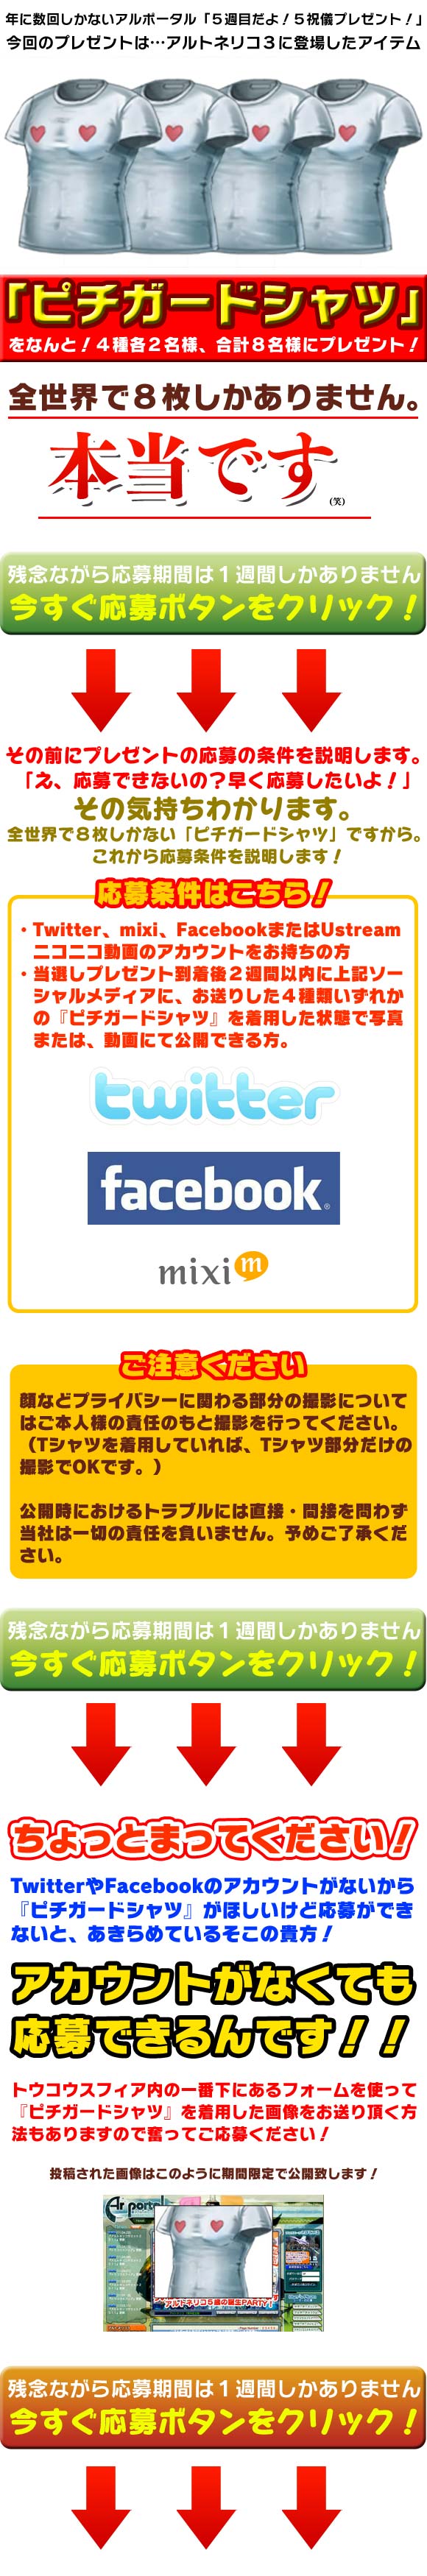 年に数回しかないアルポータル「５週目だよ！５祝儀プレゼント！」
今回のプレゼントは…アルトネリコ３に登場したアイテム
「ピチガードシャツ」
をなんと！４種各２名様、合計８名様にプレゼント！
全世界で８枚しかありません。
本当です(笑)
残念ながら応募期間は１週間しかありません
今すぐ応募ボタンをクリック！
その前にプレゼントの応募の条件を説明します。
「え、応募できないの？早く応募したいよ！」
その気持ちわかります。
全世界で８枚しかない「ピチガードシャツ」ですから。
これから応募条件を説明します！
応募条件はこちら！
・Twitter、mixi、FacebookまたはUstream
ニコニコ動画のアカウントをお持ちの方
・当選しプレゼント到着後２週間以内に上記ソー
シャルメディアに、お送りした４種類いずれか
の『ピチガードシャツ』を着用した状態で写真
または、動画にて公開できる方。
twitter
facebook®
mixi m
ご注意ください
顔などプライバシーに関わる部分の撮影について
はご本人様の責任のもと撮影を行ってください。
（Tシャツを着用していれば、Tシャツ部分だけの
撮影でOKです。）
公開時におけるトラブルには直接・間接を問わず
当社は一切の責任を負いません。予めご了承くだ
さい。
残念ながら応募期間は１週間しかありません
今すぐ応募ボタンをクリック！
ちょっとまってください！
TwitterやFacebookのアカウントがないから
『ピチガードシャツ』がほしいけど応募ができ
ないと、あきらめているそこの貴方！
アカウントがなくても
応募できるんです！！
トウコウスフィア内の一番下にあるフォームを使って
『ピチガードシャツ』を着用した画像をお送り頂く方
法もありますので奮ってご応募ください！
投稿された画像はこのように期間限定で公開致します！
Ar portal
アルトネリコ５歳の誕生PARTY！
残念ながら応募期間は１週間しかありません
今すぐ応募ボタンをクリック！